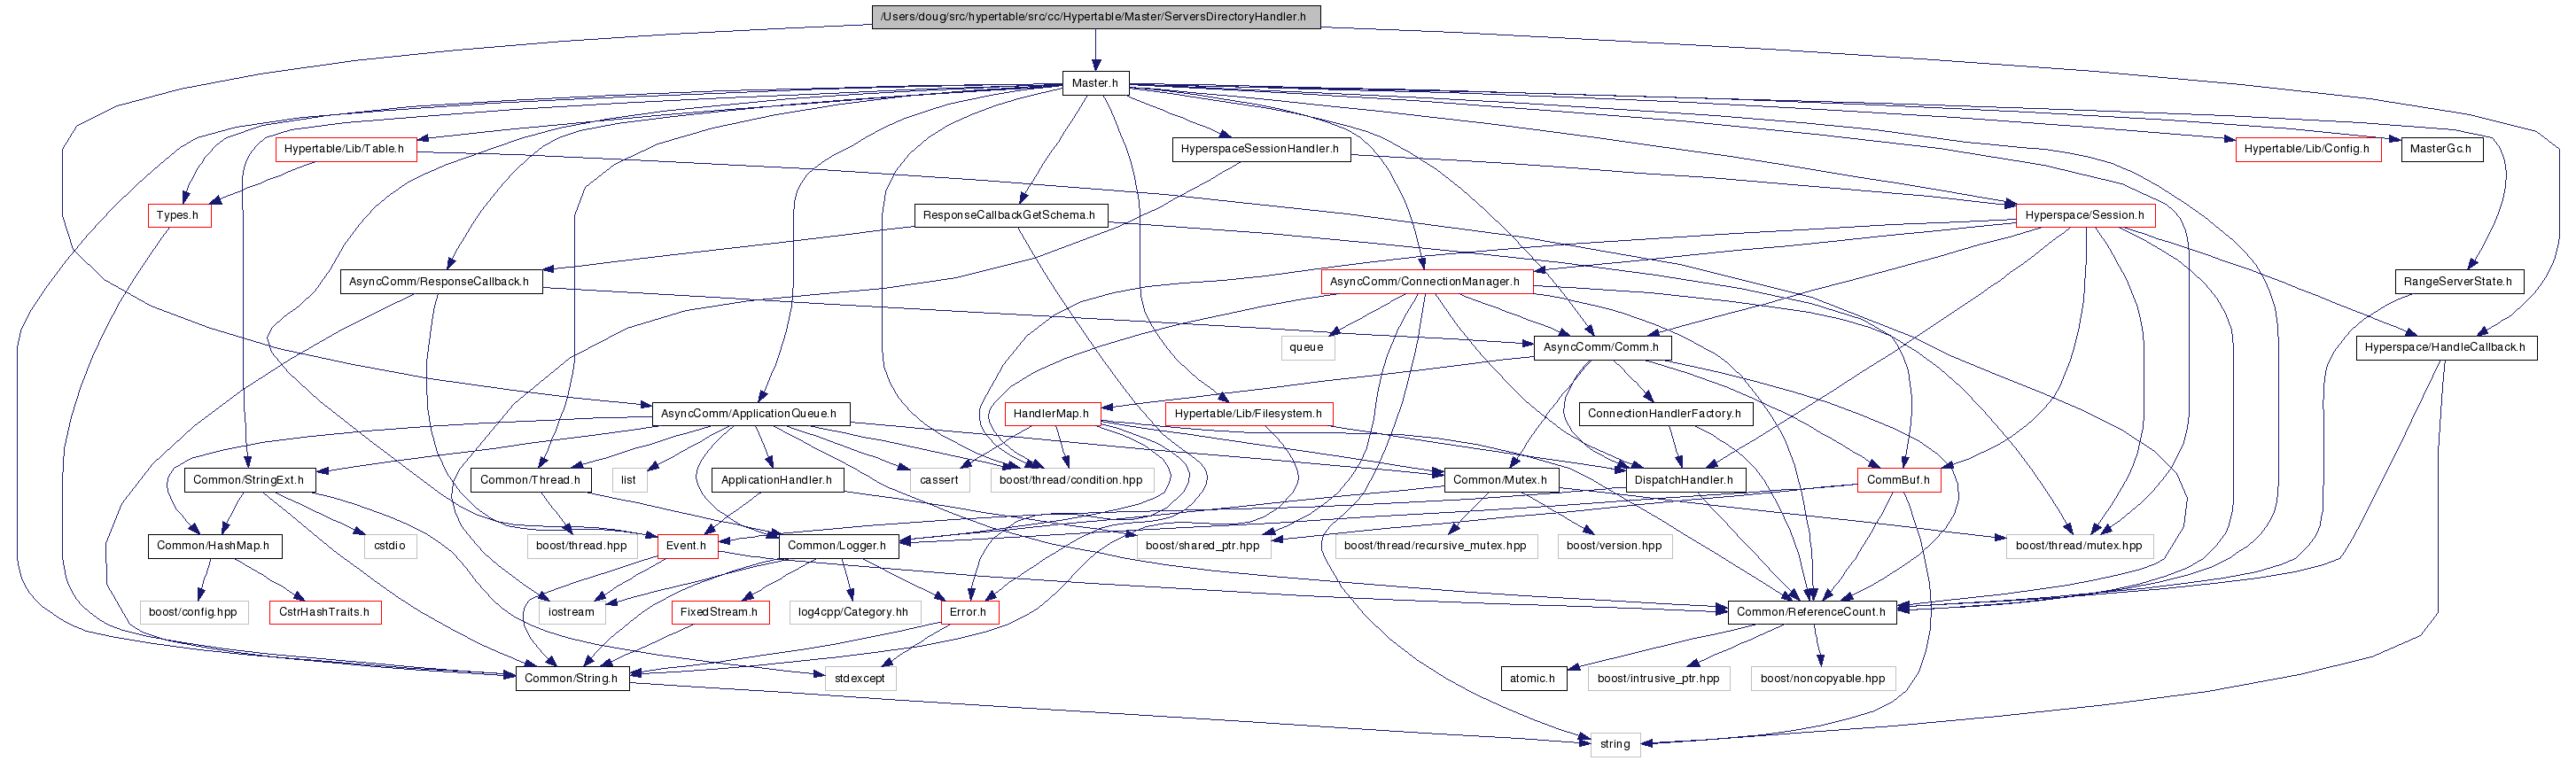 /Users/doug/src/hypertable/src/cc/Hypertable/Master/ServersDirectoryHandler.h
Master.h
Hypertable/Lib/Table.h
HyperspaceSessionHandler.h
Hypertable/Lib/Config.h
MasterGc.h
Types.h
ResponseCallbackGetSchema.h
Hyperspace/Session.h
AsyncComm/ResponseCallback.h
AsyncComm/ConnectionManager.h
RangeServerState.h
queue
AsyncComm/Comm.h
Hyperspace/HandleCallback.h
AsyncComm/ApplicationQueue.h
HandlerMap.h
Hypertable/Lib/Filesystem.h
ConnectionHandlerFactory.h
Common/StringExt.h
Common/Thread.h
list
ApplicationHandler.h
cassert
boost/thread/condition.hpp
Common/Mutex.h
DispatchHandler.h
CommBuf.h
Common/HashMap.h
cstdio
boost/thread.hpp
Event.h
Common/Logger.h
boost/shared_ptr.hpp
boost/thread/recursive_mutex.hpp
boost/version.hpp
boost/thread/mutex.hpp
boost/config.hpp
CstrHashTraits.h
iostream
FixedStream.h
log4cpp/Category.hh
Error.h
Common/ReferenceCount.h
Common/String.h
stdexcept
atomic.h
boost/intrusive_ptr.hpp
boost/noncopyable.hpp
string